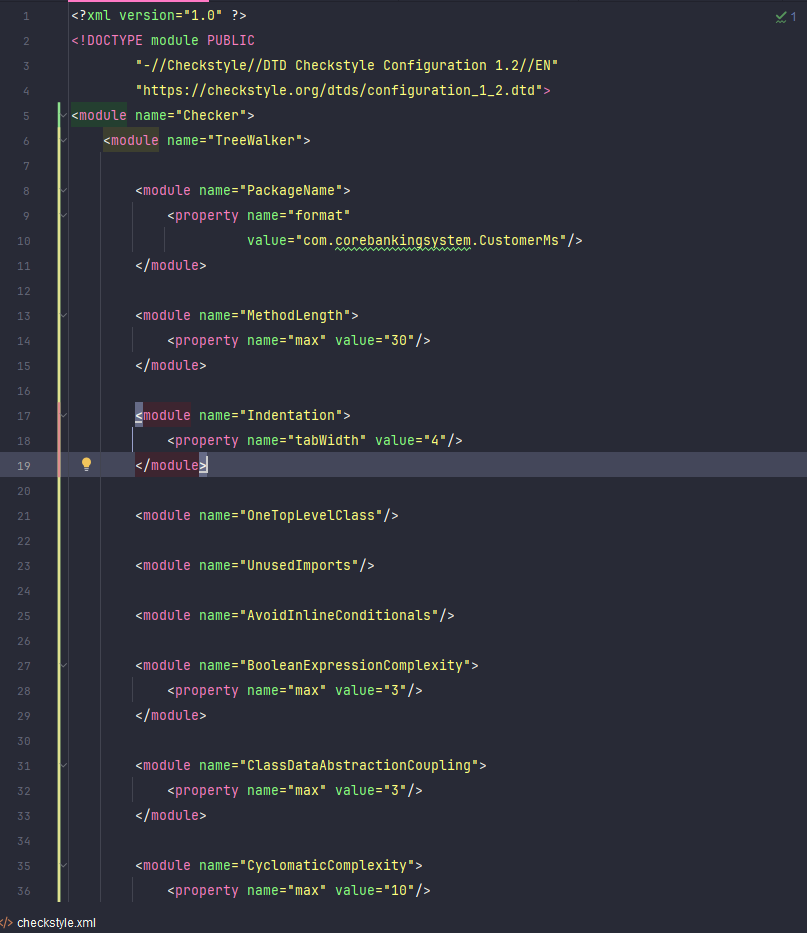 1 <?xml version="1.0" ?> 1
2 <!DOCTYPE module PUBLIC
3 "-//Checkstyle//DTD Checkstyle Configuration 1.2//EN"
4 "https://checkstyle.org/dtds/configuration_1_2.dtd">
5 <module name="Checker">
6 <module name="TreeWalker">
7
8 <module name="PackageName">
9 <property name="format"
10 value="com.corebankingsystem.CustomerMs"/>
11 </module>
12
13 <module name="MethodLength">
14 <property name="max" value="30"/>
15 </module>
16
17 <module name="Indentation">
18 <property name="tabWidth" value="4"/>
19 </module>
20
21 <module name="OneTopLevelClass"/>
22
23 <module name="UnusedImports"/>
24
25 <module name="AvoidInlineConditionals"/>
26
27 <module name="BooleanExpressionComplexity">
28 <property name="max" value="3"/>
29 </module>
30
31 <module name="ClassDataAbstractionCoupling">
32 <property name="max" value="3"/>
33 </module>
34
35 <module name="CyclomaticComplexity">
36 <property name="max" value="10"/>
</> checkstyle.xml